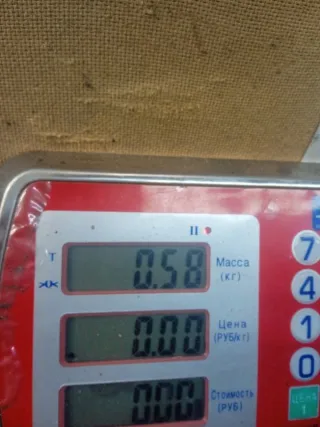 II
T 0.58 Масса
(кг)
7
0.00 Цена
(РУБ/кг)
4
1
0.00 Стоимость
(РУБ)
0
ЦЕНА
1